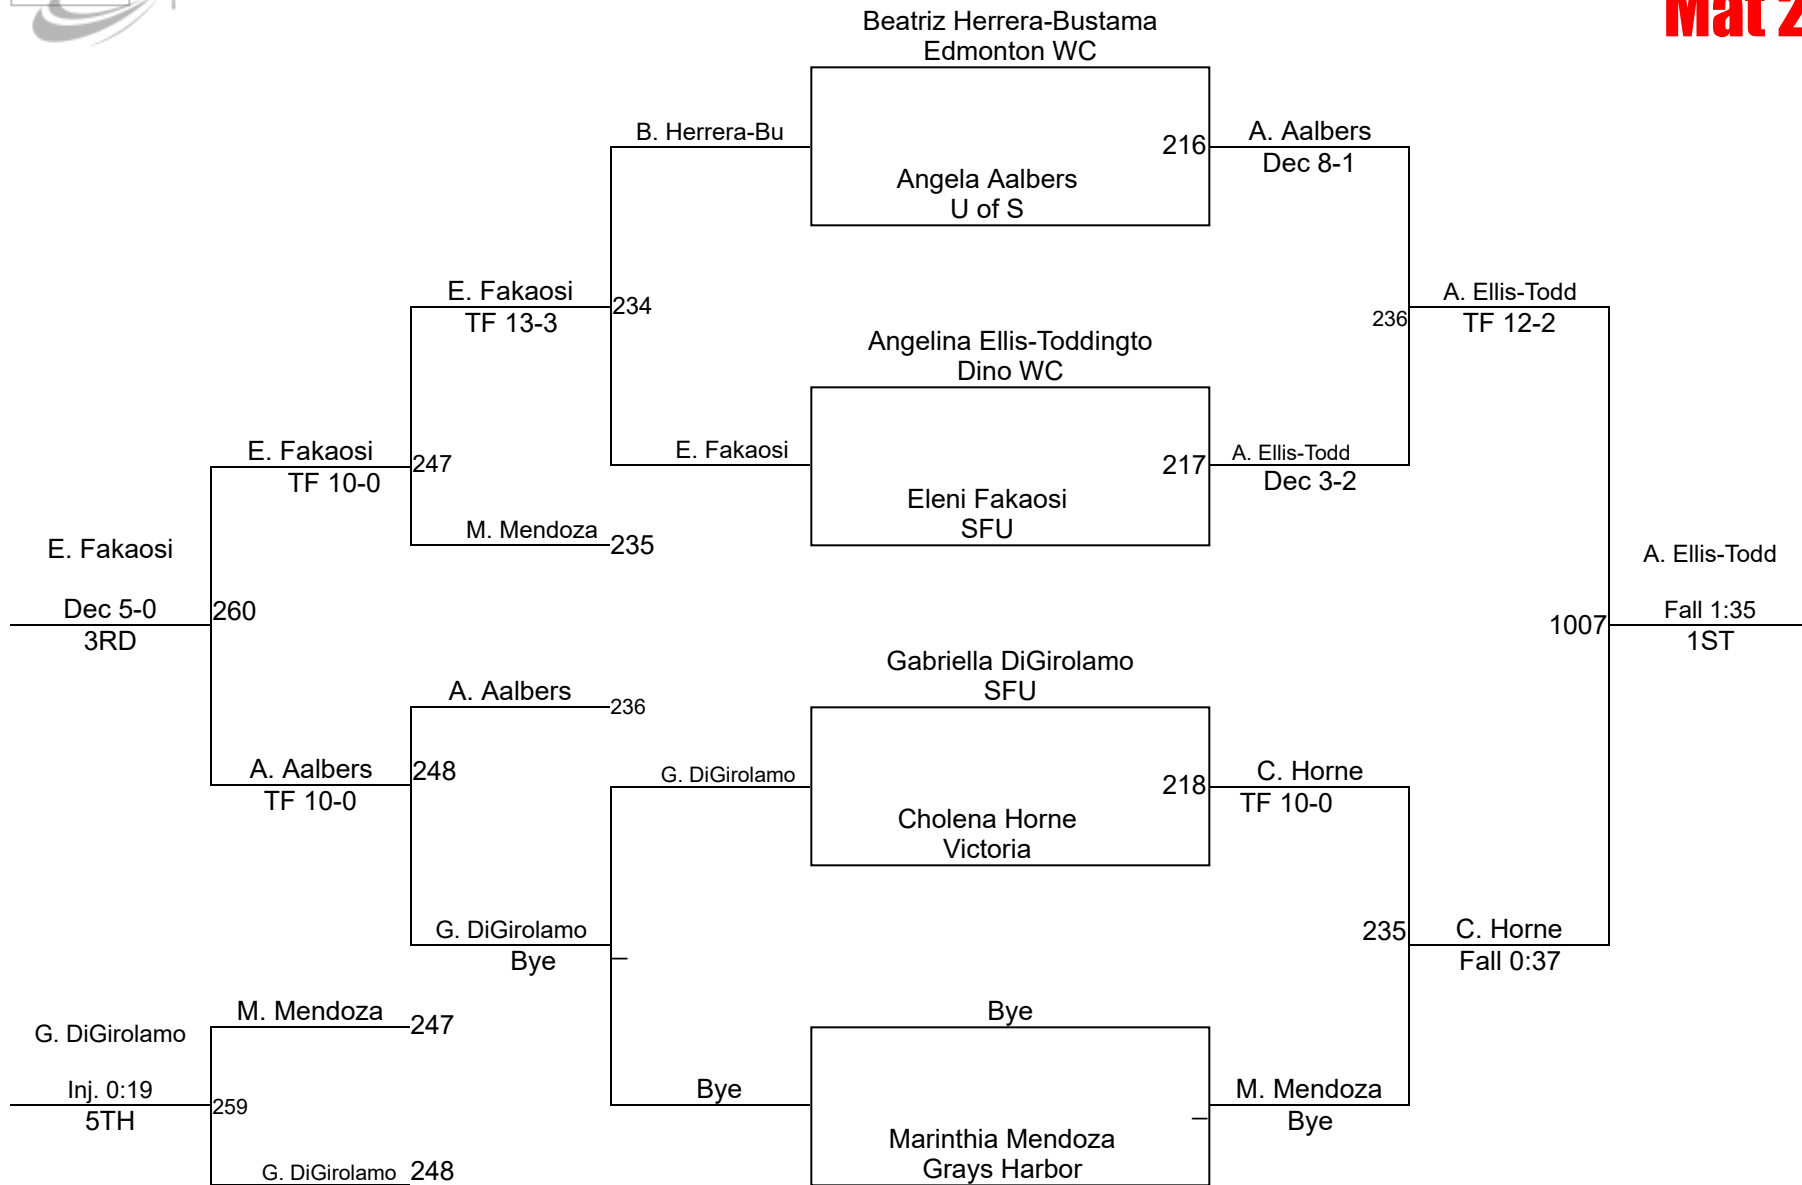 Mat 2
Beatriz Herrera-Bustama
Edmonton WC
B. Herrera-Bu
216
A. Aalbers
Dec 8-1
Angela Aalbers
U of S
E. Fakaosi
TF 13-3
234
236
A. Ellis-Todd
TF 12-2
Angelina Ellis-Toddingto
Dino WC
E. Fakaosi
TF 10-0
247
E. Fakaosi
217
A. Ellis-Todd
Dec 3-2
Eleni Fakaosi
SFU
M. Mendoza
235
E. Fakaosi
Dec 5-0
3RD
260
A. Ellis-Todd
1007
Fall 1:35
1ST
Gabriella DiGirolamo
SFU
A. Aalbers
236
A. Aalbers
TF 10-0
248
G. DiGirolamo
218
C. Horne
TF 10-0
Cholena Horne
Victoria
G. DiGirolamo
Bye
235
C. Horne
Fall 0:37
M. Mendoza
247
Bye
G. DiGirolamo
Inj. 0:19
5TH
259
Bye
M. Mendoza
Bye
Marinthia Mendoza
Grays Harbor
G. DiGirolamo
248